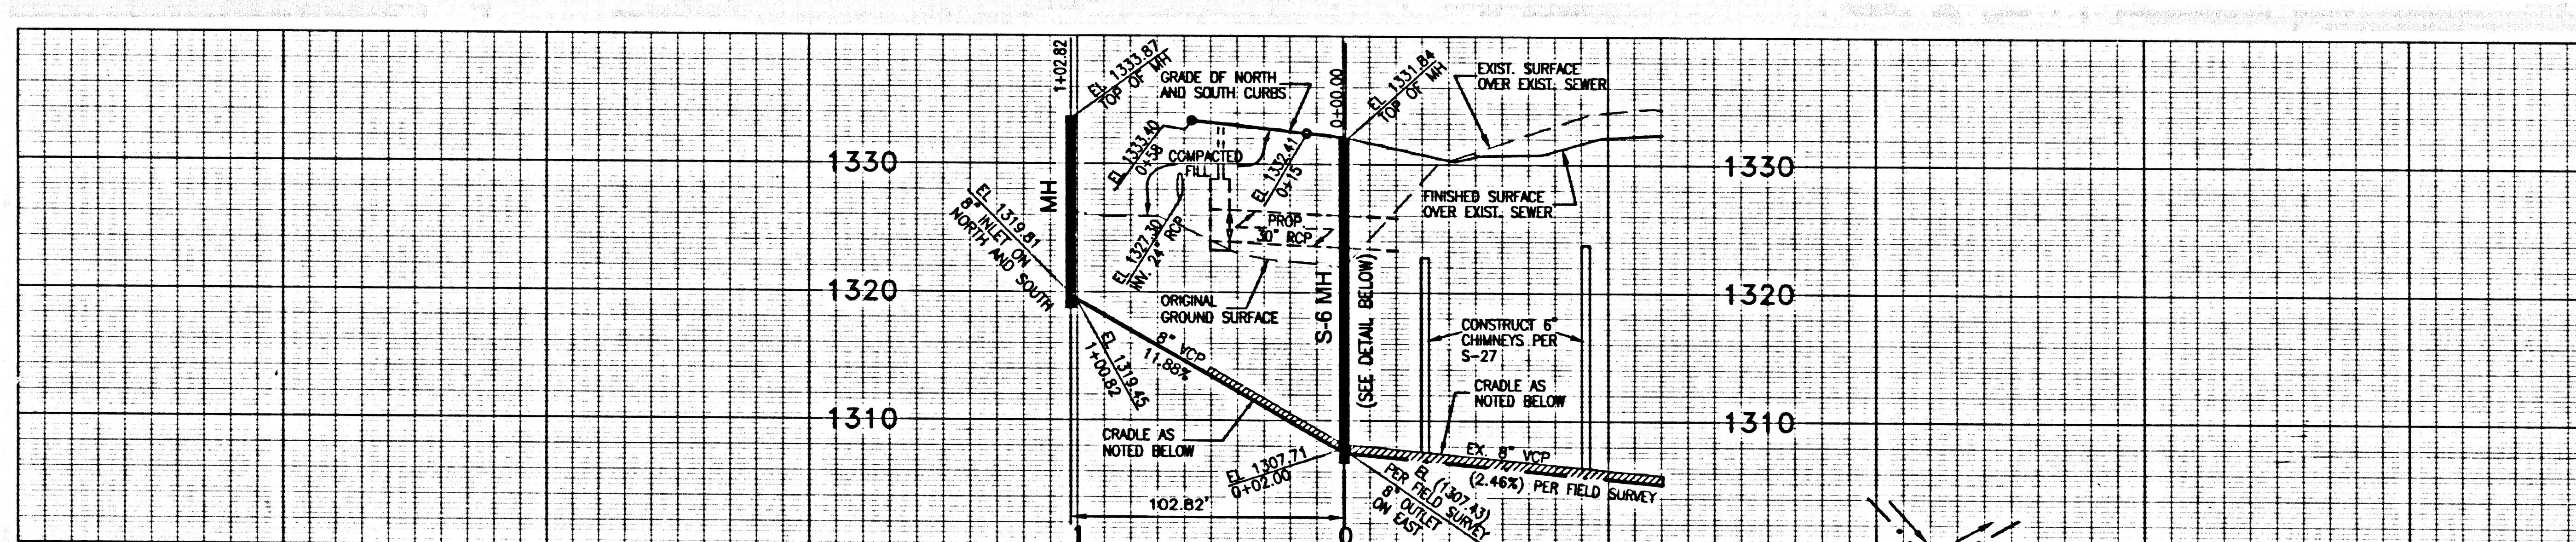 1+02.82
EL 1333.87
TOP OF MH
GRADE OF NORTH
AND SOUTH CURBS
0+00.00
EL 1331.84
TOP OF MH
EXIST. SURFACE
OVER EXIST. SEWER
1330
MH
EL 1333.40
0+58
COMPACTED
FILL
EL 1332.41
0+15
1330
FINISHED SURFACE
OVER EXIST. SEWER
EL 1319.81
8" INLET ON
NORTH AND SOUTH
EL 1327.30
INV. 24" RCP
PROP.
30" RCP
1320
ORIGINAL
GROUND SURFACE
S-6 MH
(SEE DETAIL BELOW)
1320
CONSTRUCT 6"
CHIMNEYS PER
S-27
8" VCP
11.88%
EL 1319.45
1+00.82
CRADLE AS
NOTED BELOW
1310
1310
CRADLE AS
NOTED BELOW
EL 1307.71
0+02.00
EX. 8" VCP
(2.46%) PER FIELD SURVEY
EL (1307.43)
PER FIELD SURVEY
8" OUTLET
ON EAST
102.82'
1
0